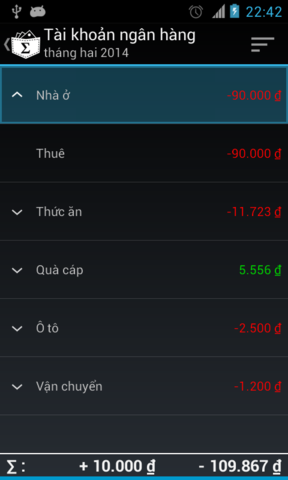 22:42
Tài khoản ngân hàng
tháng hai 2014
Nhà ở -90.000 ₫
Thuê -90.000 ₫
Thức ăn -11.723 ₫
Quà cáp 5.556 ₫
Ô tô -2.500 ₫
Vận chuyển -1.200 ₫
Σ : + 10.000 ₫ - 109.867 ₫